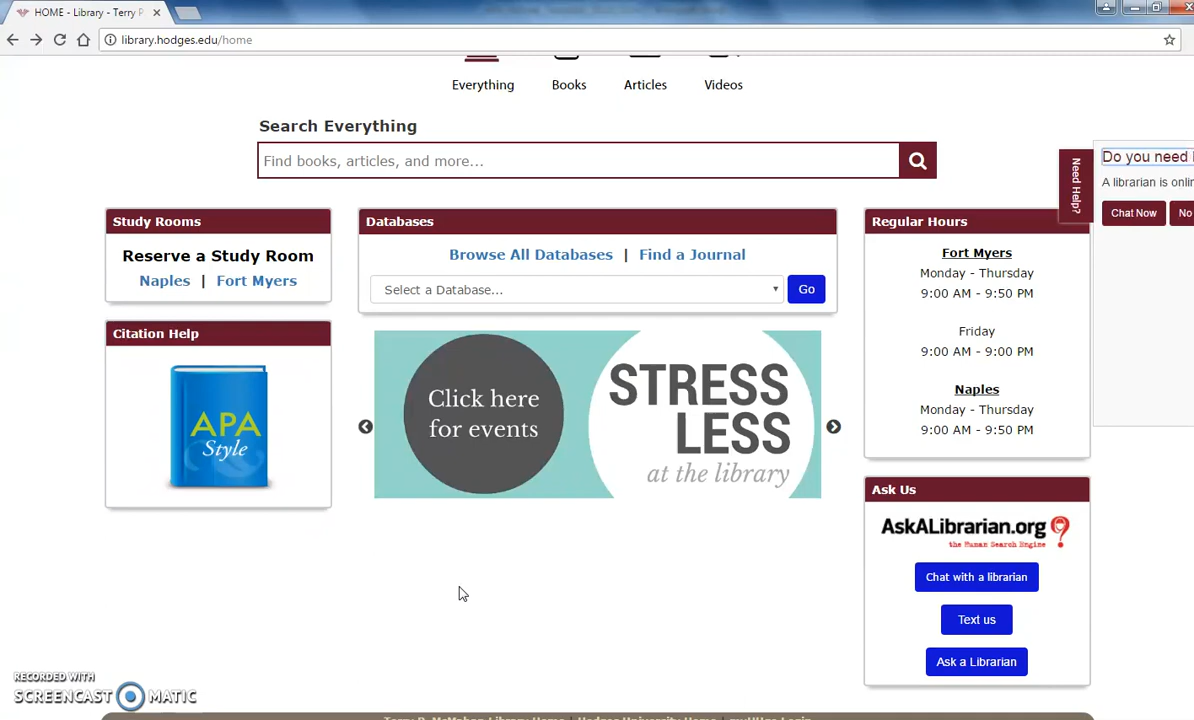 HOME - Library - Terry P
library.hodges.edu/home
Everything
Books
Articles
Videos
Search Everything
Find books, articles, and more...
Need Help?
Do you need
A librarian is onlin
Chat Now
No
Study Rooms
Reserve a Study Room
Naples | Fort Myers
Citation Help
APA
Style
Databases
Browse All Databases | Find a Journal
Select a Database...
Go
Click here
for events
STRESS
LESS
at the library
Regular Hours
Fort Myers
Monday - Thursday
9:00 AM - 9:50 PM
Friday
9:00 AM - 9:00 PM
Naples
Monday - Thursday
9:00 AM - 9:50 PM
Ask Us
AskALibrarian.org
the Human Search Engine
Chat with a librarian
Text us
Ask a Librarian
RECORDED WITH
SCREENCAST MATIC